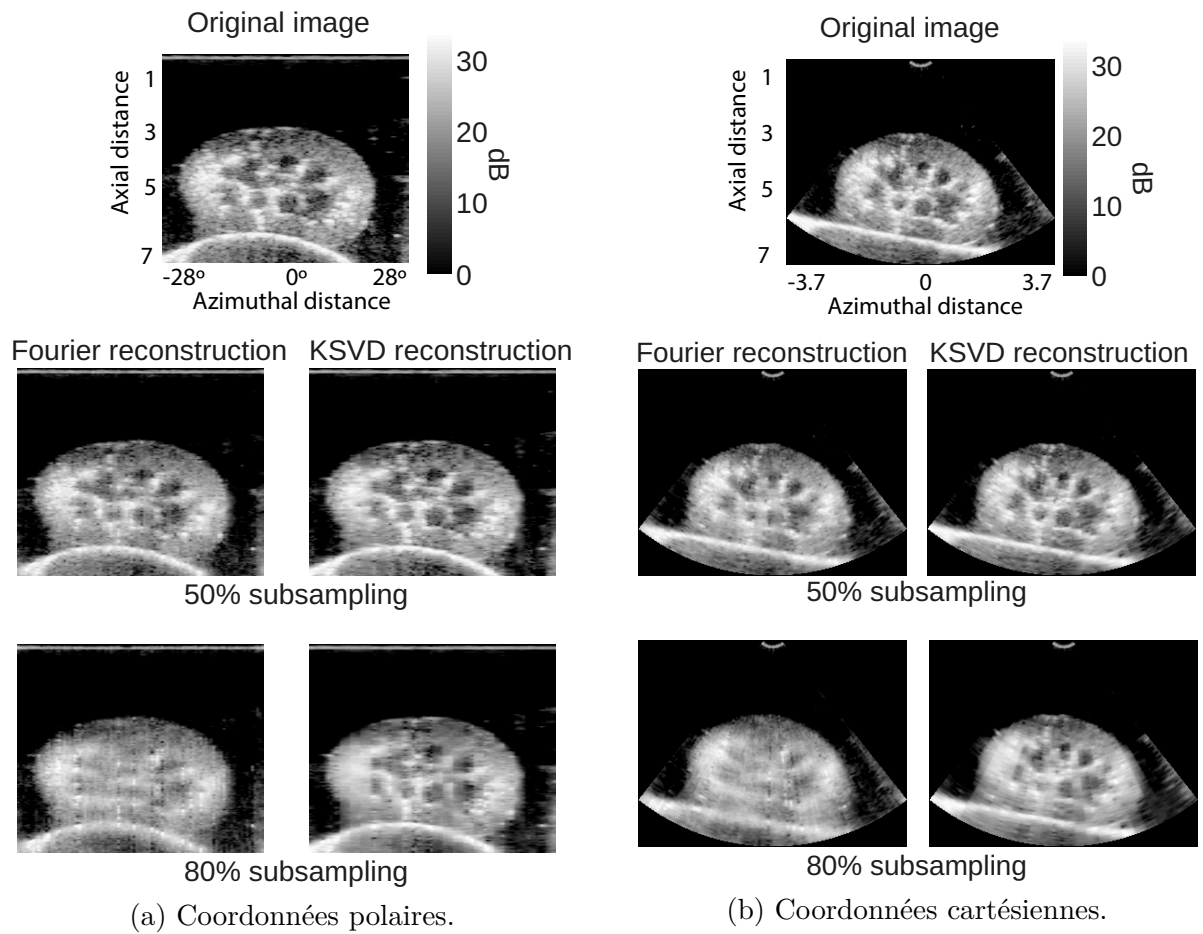 Original image
1
3
5
7
Axial distance
-28º
0º
28º
Azimuthal distance
30
20
10
0
dB
Fourier reconstruction
KSVD reconstruction
50% subsampling
80% subsampling
(a) Coordonnées polaires.
Original image
1
3
5
7
Axial distance
-3.7
0
3.7
Azimuthal distance
30
20
10
0
dB
Fourier reconstruction
KSVD reconstruction
50% subsampling
80% subsampling
(b) Coordonnées cartésiennes.